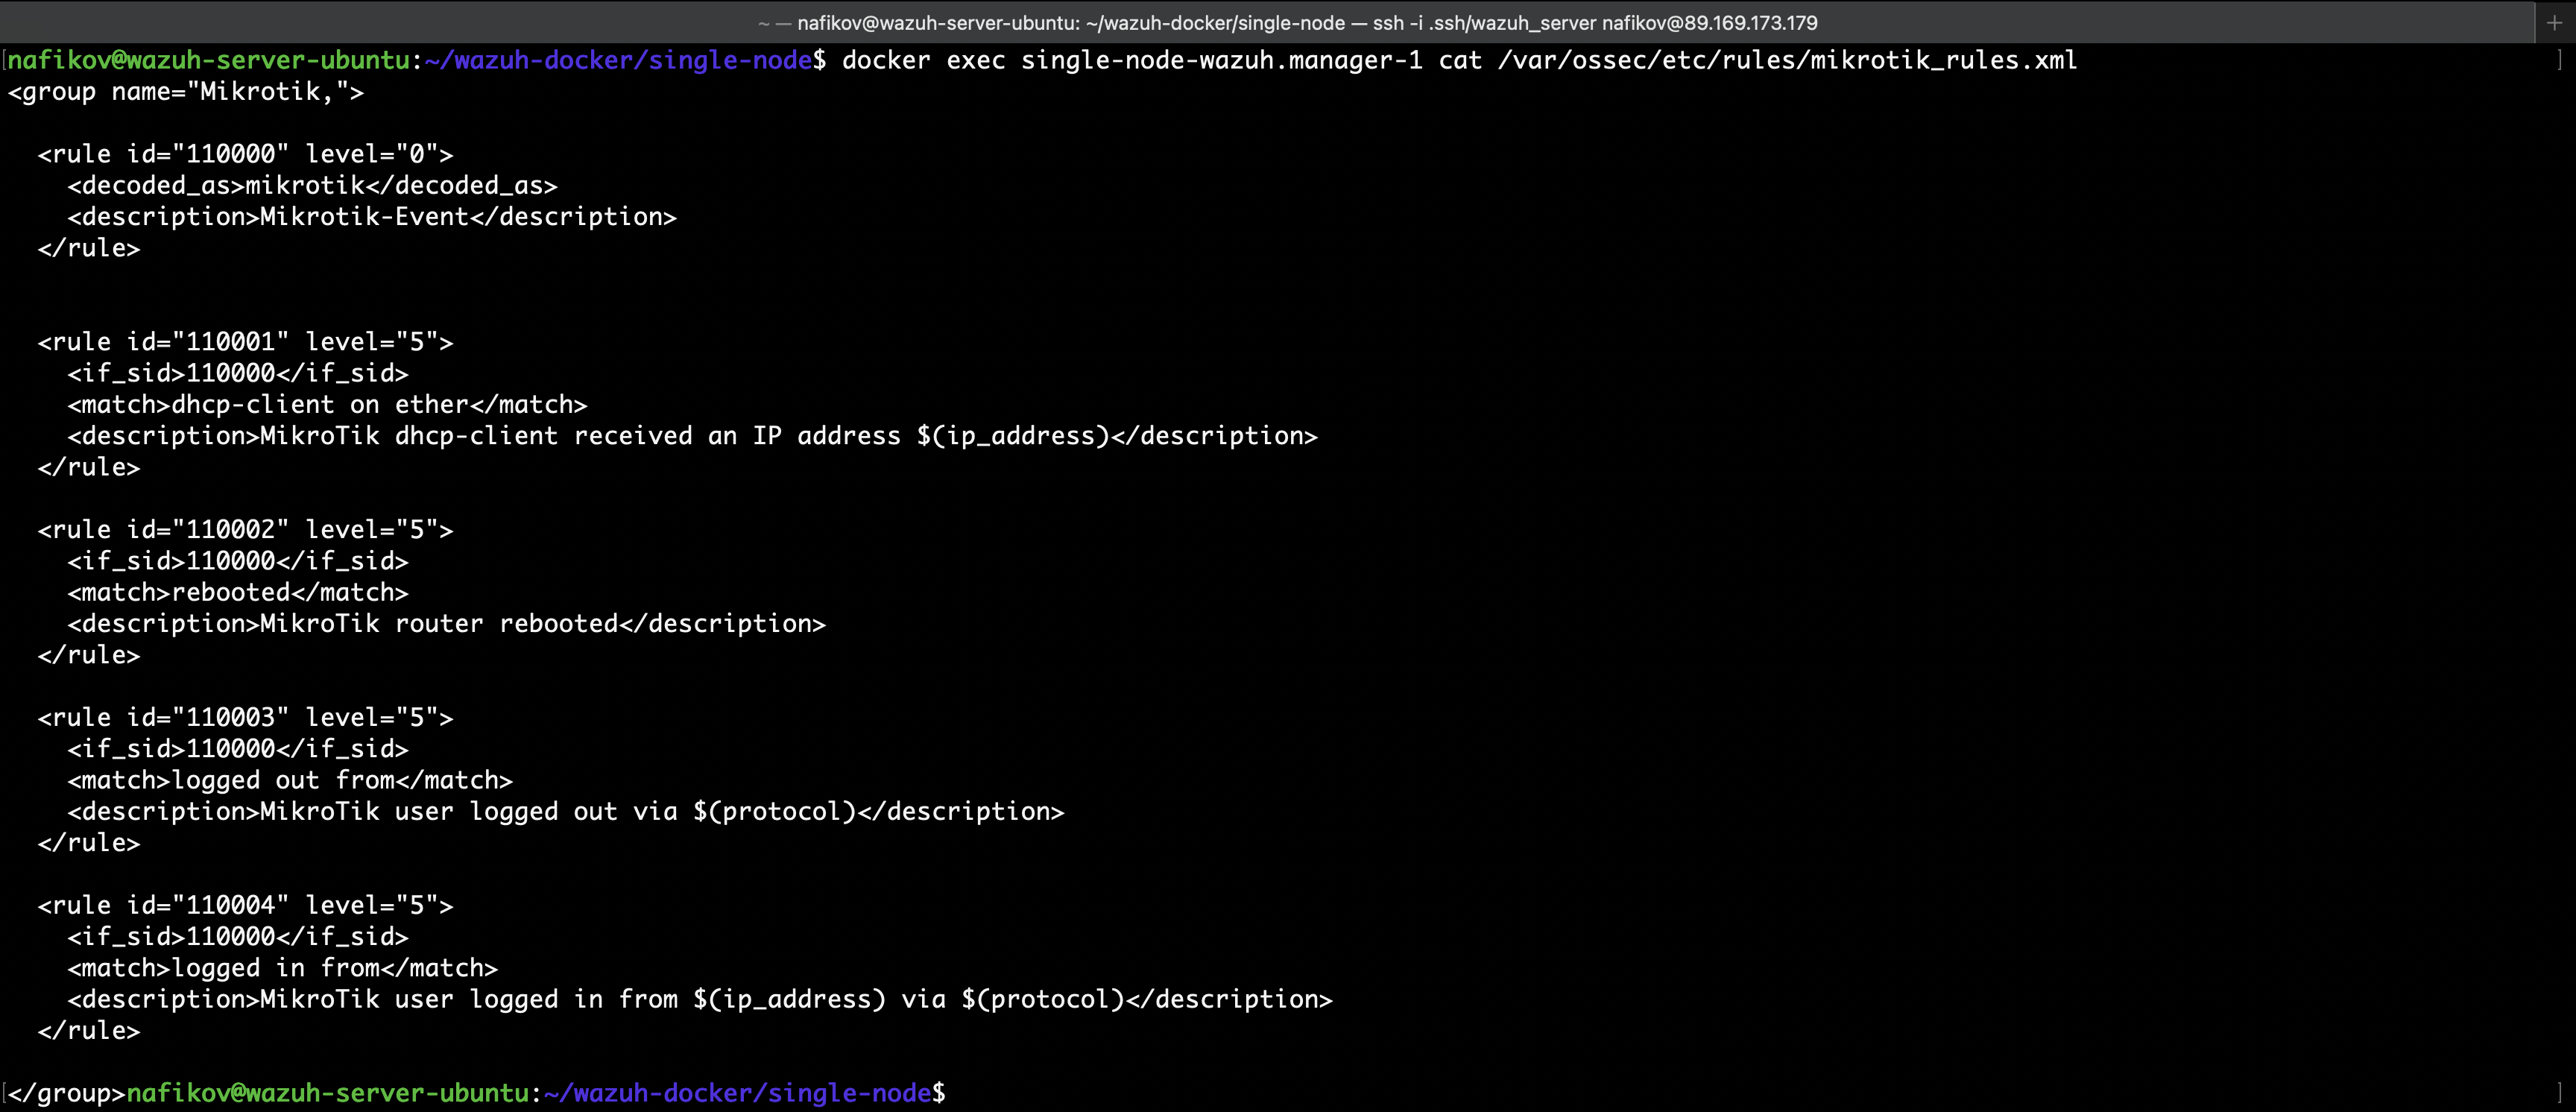 ~ — nafikov@wazuh-server-ubuntu: ~/wazuh-docker/single-node — ssh -i .ssh/wazuh_server nafikov@89.169.173.179
[nafikov@wazuh-server-ubuntu:~/wazuh-docker/single-node$ docker exec single-node-wazuh.manager-1 cat /var/ossec/etc/rules/mikrotik_rules.xml ]
<group name="Mikrotik,">
  <rule id="110000" level="0">
    <decoded_as>mikrotik</decoded_as>
    <description>Mikrotik-Event</description>
  </rule>
  <rule id="110001" level="5">
    <if_sid>110000</if_sid>
    <match>dhcp-client on ether</match>
    <description>MikroTik dhcp-client received an IP address $(ip_address)</description>
  </rule>
  <rule id="110002" level="5">
    <if_sid>110000</if_sid>
    <match>rebooted</match>
    <description>MikroTik router rebooted</description>
  </rule>
  <rule id="110003" level="5">
    <if_sid>110000</if_sid>
    <match>logged out from</match>
    <description>MikroTik user logged out via $(protocol)</description>
  </rule>
  <rule id="110004" level="5">
    <if_sid>110000</if_sid>
    <match>logged in from</match>
    <description>MikroTik user logged in from $(ip_address) via $(protocol)</description>
  </rule>
[</group>nafikov@wazuh-server-ubuntu:~/wazuh-docker/single-node$ ]